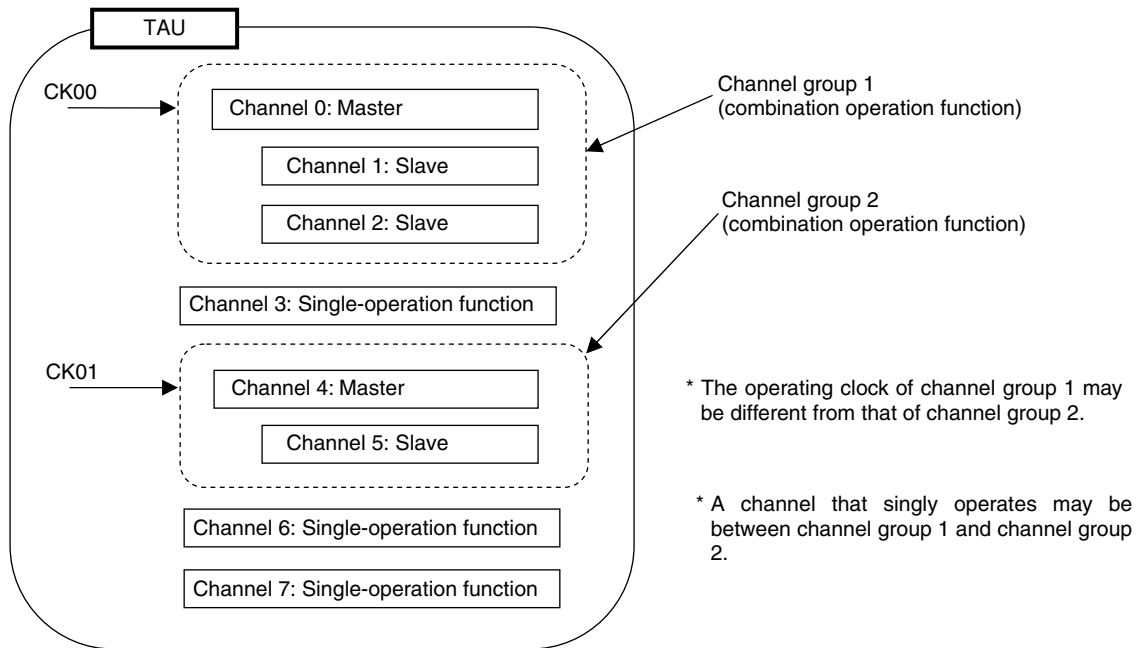 TAU
CK00
Channel 0: Master
Channel 1: Slave
Channel 2: Slave
Channel group 1
(combination operation function)
Channel group 2
(combination operation function)
Channel 3: Single-operation function
CK01
Channel 4: Master
Channel 5: Slave
* The operating clock of channel group 1 may
be different from that of channel group 2.
Channel 6: Single-operation function
Channel 7: Single-operation function
* A channel that singly operates may be
between channel group 1 and channel group
2.